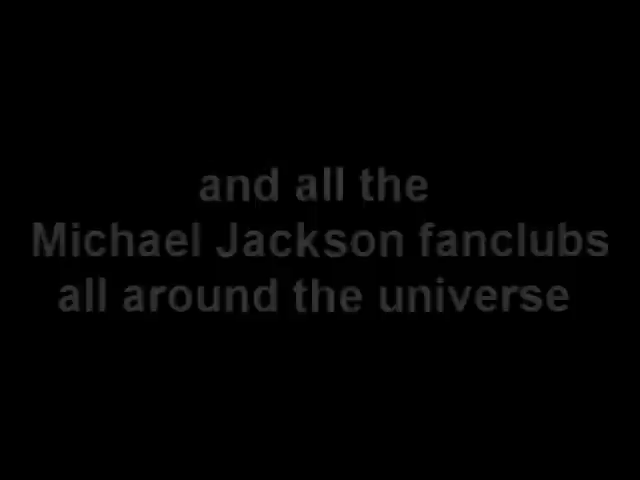 and all the
Michael Jackson fanclubs
all around the universe